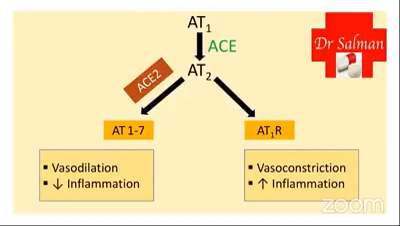 AT₁
ACE
Dr Salman
ACE2
AT₂
AT 1-7
AT₁R
▪ Vasodilation
▪ ↓ Inflammation
▪ Vasoconstriction
▪ ↑ Inflammation
zoom